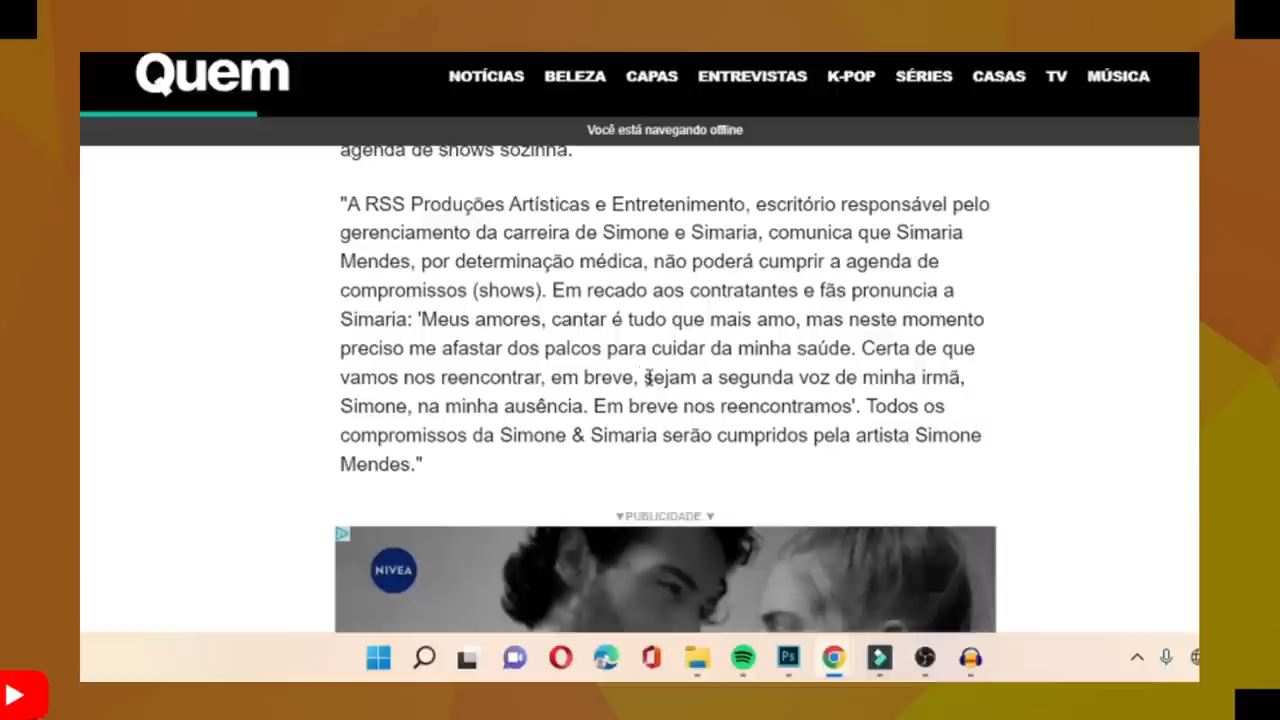 Quem
NOTÍCIAS BELEZA CAPAS ENTREVISTAS K-POP SÉRIES CASAS TV MÚSICA
Você está navegando offline
agenda de shows sozinha.
"A RSS Produções Artísticas e Entretenimento, escritório responsável pelo
gerenciamento da carreira de Simone e Simaria, comunica que Simaria
Mendes, por determinação médica, não poderá cumprir a agenda de
compromissos (shows). Em recado aos contratantes e fãs pronuncia a
Simaria: 'Meus amores, cantar é tudo que mais amo, mas neste momento
preciso me afastar dos palcos para cuidar da minha saúde. Certa de que
vamos nos reencontrar, em breve, sejam a segunda voz de minha irmã,
Simone, na minha ausência. Em breve nos reencontramos'. Todos os
compromissos da Simone & Simaria serão cumpridos pela artista Simone
Mendes."
▼PUBLICIDADE ▼
NIVEA
Ps